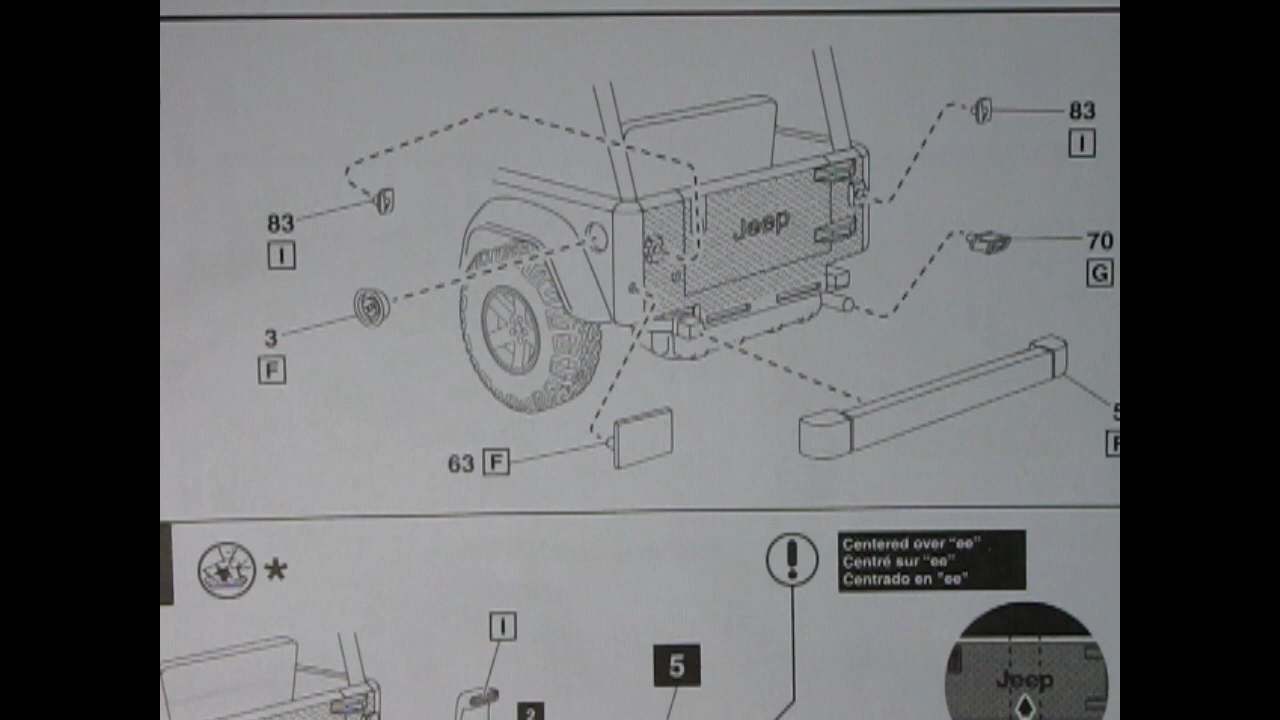 83
I
83
I
Jeep
70
G
3
F
63 F
Centered over "ee"
Centré sur "ee"
Centrado en "ee"
!
*
I
5
2
Jeep